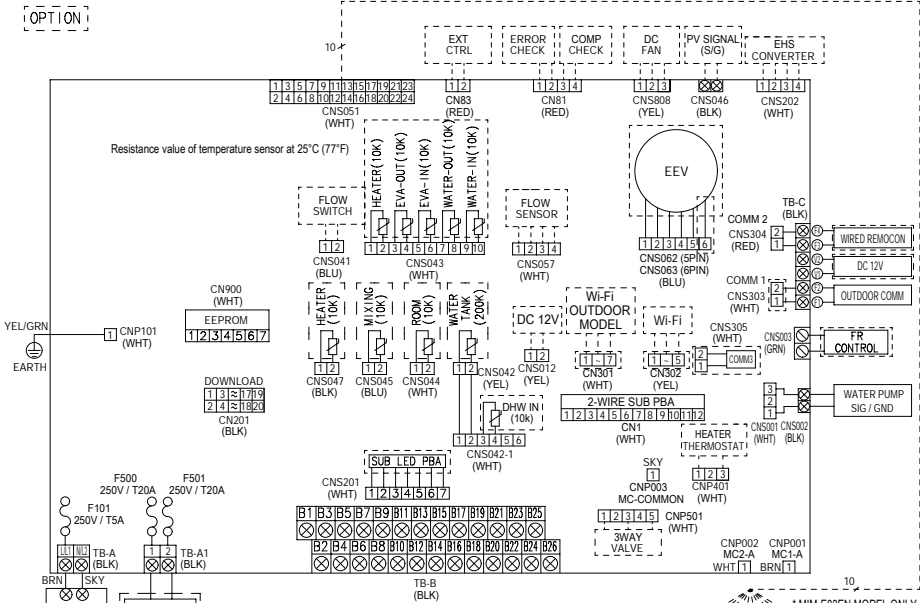 OPTION
10
EXT
CTRL
ERROR
CHECK
COMP
CHECK
DC
FAN
PV SIGNAL
(S/G)
EHS
CONVERTER
1 3 5 7 9 11 13 15 17 19 21 23
2 4 6 8 10 12 14 16 18 20 22 24
CNS051
(WHT)
1 2
CN83
(RED)
1 2 3 4
CN81
(RED)
1 2 3
CNS808
(YEL)
CNS046
(BLK)
1 2 3 4
CNS202
(WHT)
Resistance value of temperature sensor at 25°C (77°F)
HEATER(10K)
EVA-OUT(10K)
EVA-IN(10K)
WATER-OUT(10K)
WATER-IN(10K)
1 2 3 4 5 6 7 8 9 10
CNS043
(WHT)
FLOW
SWITCH
1 2
CNS041
(BLU)
FLOW
SENSOR
1 2 3 4
CNS057
(WHT)
EEV
1 2 3 4 5 6
CNS062 (5PIN)
CNS063 (6PIN)
(BLU)
TB-C
(BLK)
COMM 2
CNS304
(RED)
2
1
F4
F3
WIRED REMOCON
V2
V1
DC 12V
COMM 1
CNS303
(WHT)
2
1
F2
F1
OUTDOOR COMM
CN900
(WHT)
EEPROM
1 2 3 4 5 6 7
HEATER
(10K)
1 2
CNS047
(BLK)
MIXING
(10K)
1 2
CNS045
(BLU)
ROOM
(10K)
1 2
CNS044
(WHT)
WATER
TANK
(200K)
1 2
CNS042
(YEL)
DC 12V
1 2
CNS012
(YEL)
Wi-Fi
OUTDOOR
MODEL
1 ~ 7
CN301
(WHT)
Wi-Fi
1 ~ 5
CN302
(YEL)
CNS305
(WHT)
2
1
COMM3
CNS003
(GRN)
FR
CONTROL
YEL/GRN
EARTH
1
CNP101
(WHT)
DOWNLOAD
1 3 ≈ 17 19
2 4 ≈ 18 20
CN201
(BLK)
DHW IN
(10k)
1 2 3 4 5 6
CNS042-1
(WHT)
2-WIRE SUB PBA
1 2 3 4 5 6 7 8 9 10 11 12
CN1
(WHT)
3
2
1
CNS001
(WHT)
CNS002
(BLK)
WATER PUMP
SIG / GND
HEATER
THERMOSTAT
1 2 3
CNP401
(WHT)
SUB LED PBA
CNS201
(WHT)
1 2 3 4 5 6 7
SKY
1
CNP003
MC-COMMON
1 2 3 4 5
CNP501
(WHT)
3WAY
VALVE
F101
250V / T5A
F500
250V / T20A
F501
250V / T20A
TB-A
(BLK)
1 2
TB-A1
(BLK)
BRN
SKY
B1 B3 B5 B7 B9 B11 B13 B15 B17 B19 B21 B23 B25
B2 B4 B6 B8 B10 B12 B14 B16 B18 B20 B22 B24 B26
TB-B
(BLK)
CNP002
MC2-A
WHT 1
CNP001
MC1-A
BRN 1
10